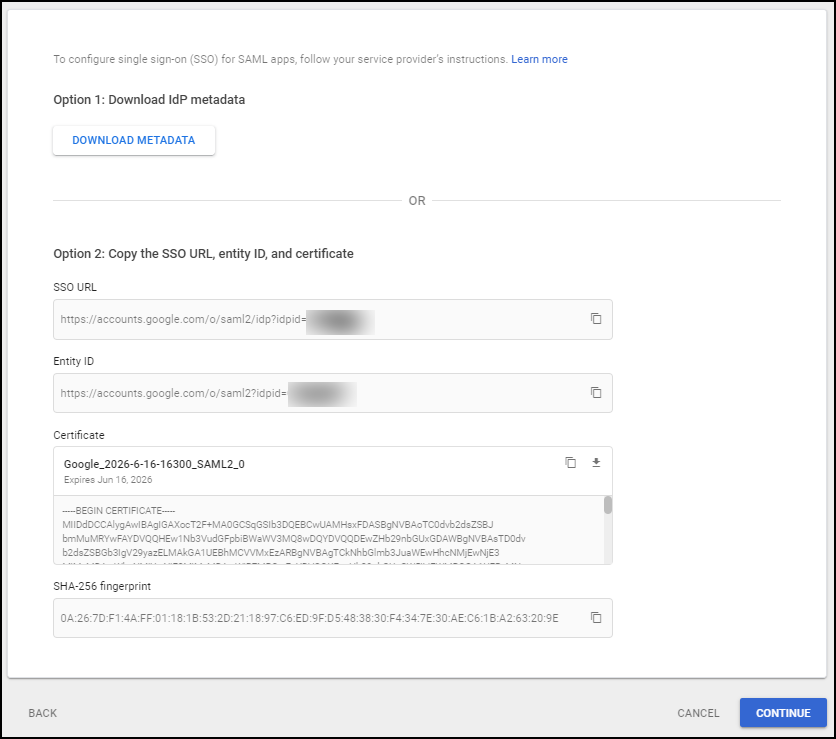 To configure single sign-on (SSO) for SAML apps, follow your service provider's instructions. Learn more
Option 1: Download IdP metadata
DOWNLOAD METADATA
OR
Option 2: Copy the SSO URL, entity ID, and certificate
SSO URL
https://accounts.google.com/o/saml2/idp?idpid=
Entity ID
https://accounts.google.com/o/saml2?idpid=
Certificate
Google_2026-6-16-16300_SAML2_0
Expires Jun 16, 2026
-----BEGIN CERTIFICATE-----
MIIDdDCCAlygAwIBAgIGAXocT2F+MA0GCSqGSIb3DQEBCwUAMHsxFDASBgNVBAoTC0dvb2dsZSBJ
bmMuMRYwFAYDVQQHEw1Nb3VudGFpbiBWaWV3MQ8wDQYDVQQDEwZHb29nbGUxGDAWBgNVBAsTD0dv
b2dsZSBGb3IgV29yazELMAkGA1UEBhMCVVMxEzARBgNVBAgTCkNhbGlmb3JuaWEwHhcNMjEwNjE3
SHA-256 fingerprint
0A:26:7D:F1:4A:FF:01:18:1B:53:2D:21:18:97:C6:ED:9F:D5:48:38:30:F4:34:7E:30:AE:C6:1B:A2:63:20:9E
BACK
CANCEL
CONTINUE